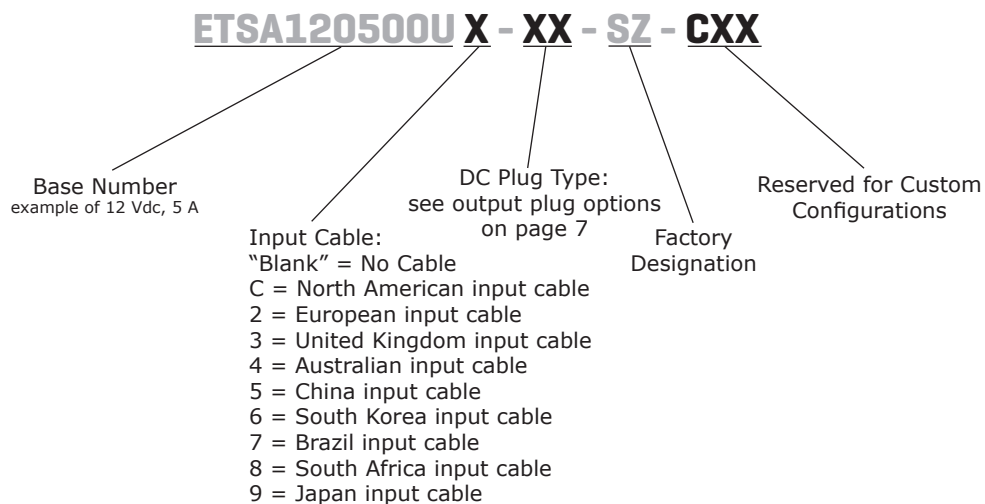 ETSA120500U X - XX - SZ - CXX
Base Number
example of 12 Vdc, 5 A
DC Plug Type:
see output plug options
on page 7
Reserved for Custom
Configurations
Input Cable:
“Blank” = No Cable
C = North American input cable
2 = European input cable
3 = United Kingdom input cable
4 = Australian input cable
5 = China input cable
6 = South Korea input cable
7 = Brazil input cable
8 = South Africa input cable
9 = Japan input cable
Factory
Designation